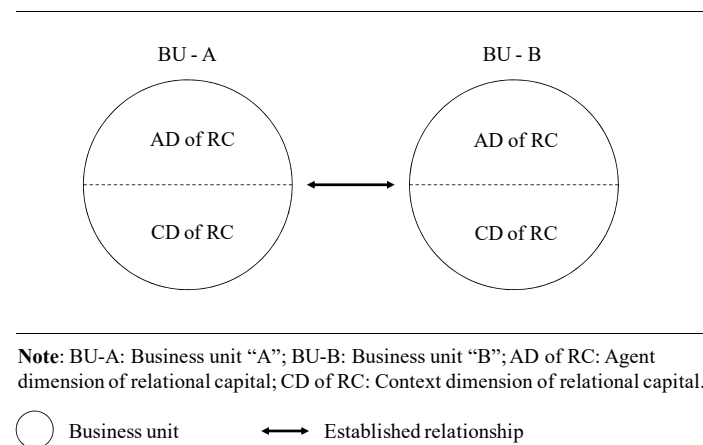 BU - A BU - B
AD of RC AD of RC
CD of RC CD of RC
Note: BU-A: Business unit “A”; BU-B: Business unit “B”; AD of RC: Agent
dimension of relational capital; CD of RC: Context dimension of relational capital.
Business unit Established relationship